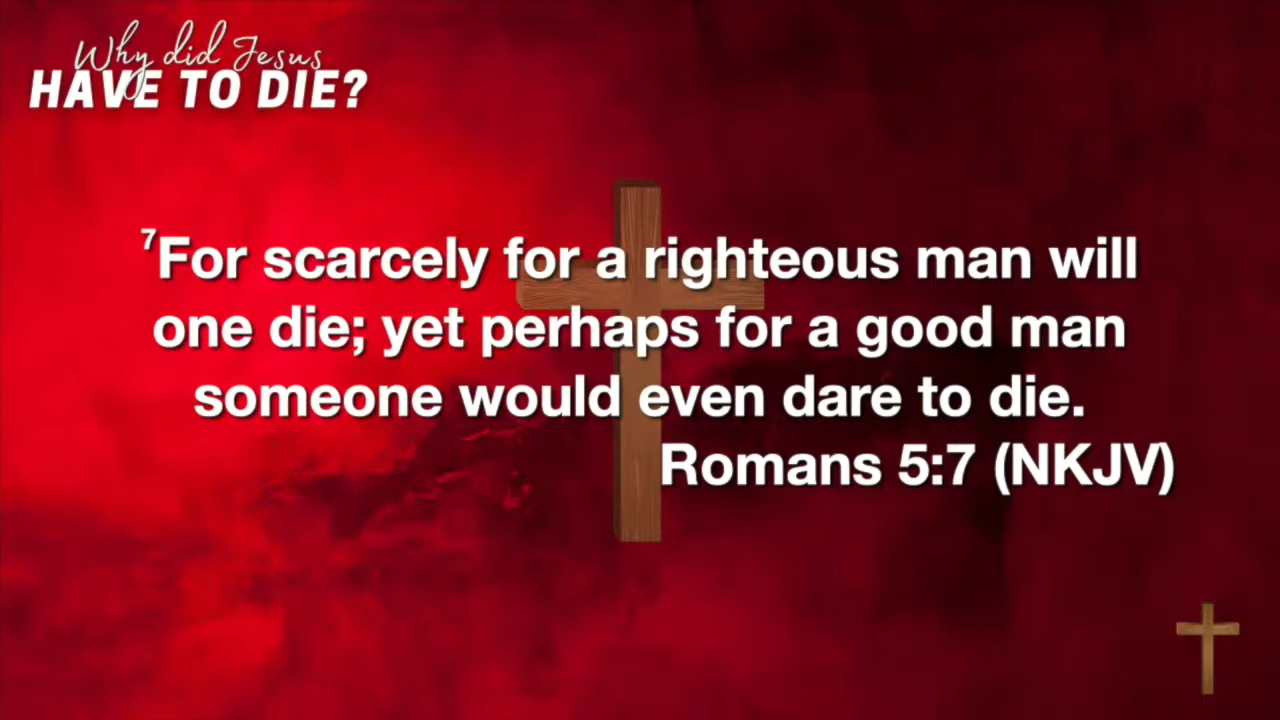 Why did Jesus
HAVE TO DIE?
⁷For scarcely for a righteous man will
one die; yet perhaps for a good man
someone would even dare to die.
Romans 5:7 (NKJV)